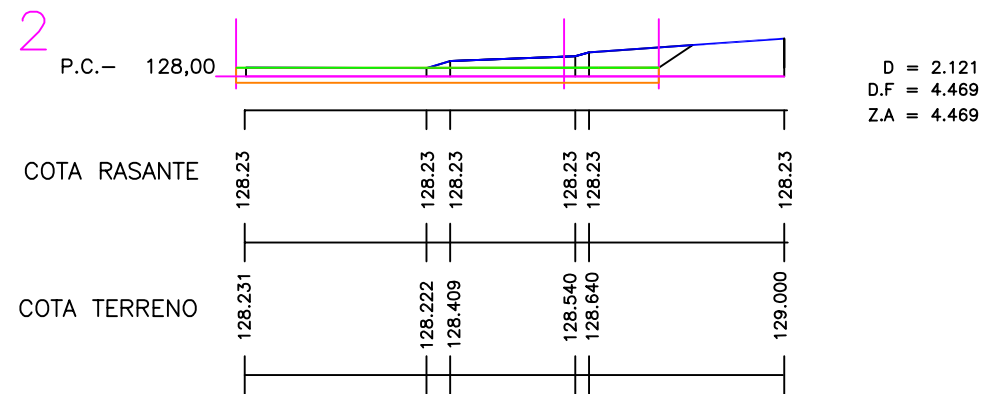 2
P.C.- 128,00
D = 2.121
D.F = 4.469
Z.A = 4.469
COTA RASANTE
128.23
128.23
128.23
128.23
128.23
128.23
COTA TERRENO
128.231
128.222
128.409
128.540
128.640
129.000